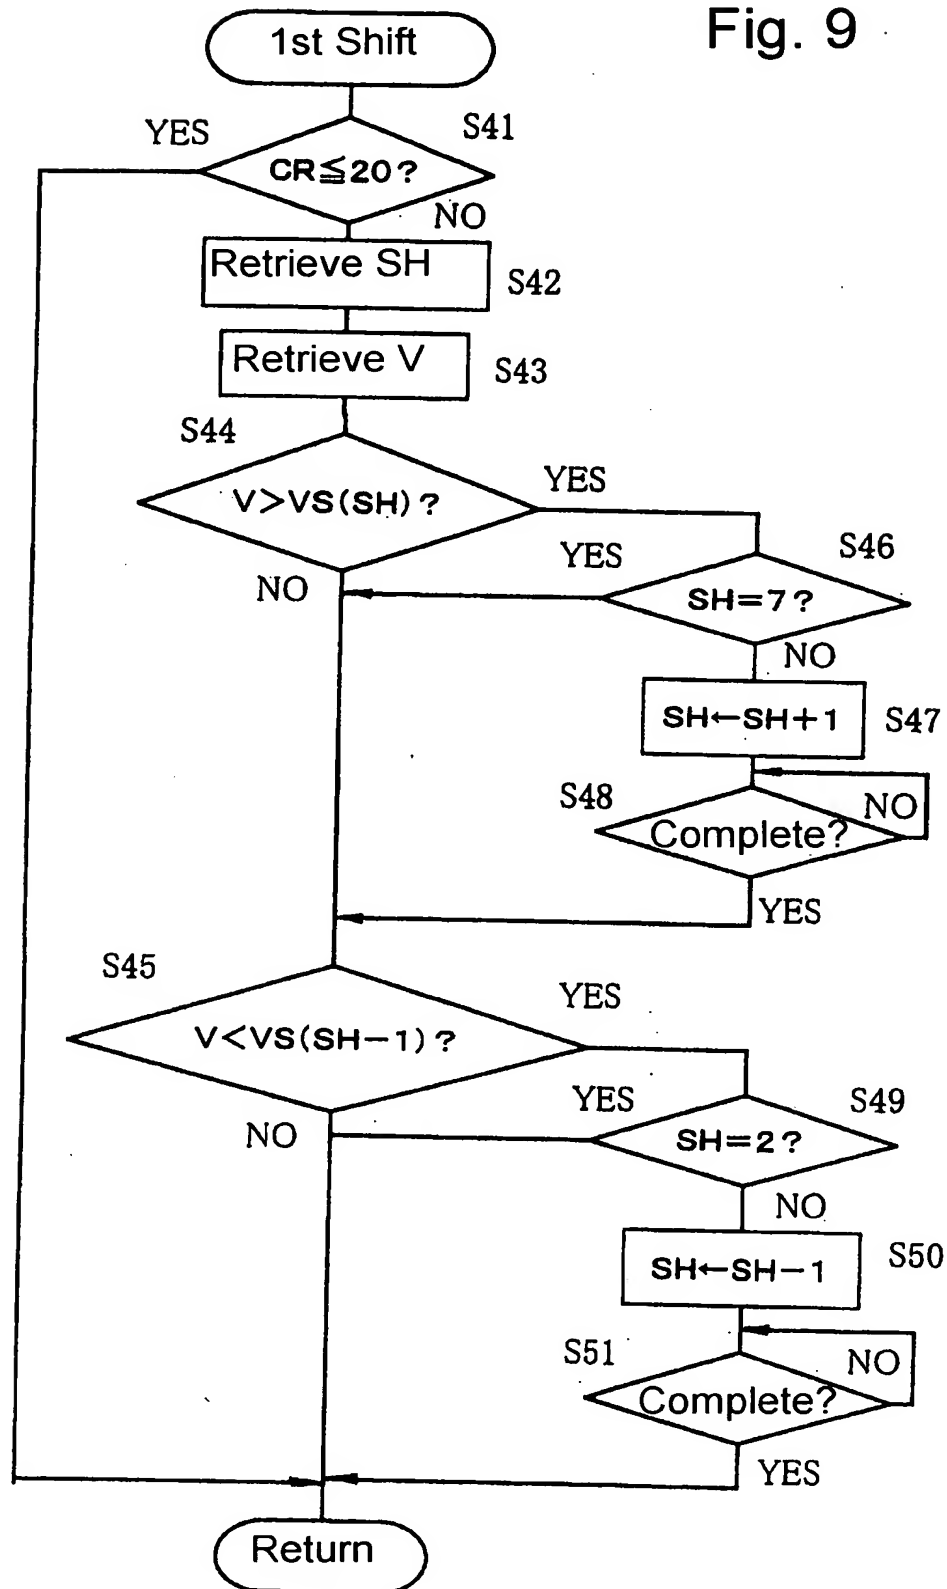 Fig. 9
1st Shift
YES
S41
CR≦20?
NO
Retrieve SH
S42
Retrieve V
S43
S44
V>VS(SH)?
YES
NO
YES
S46
SH=7?
NO
SH←SH+1
S47
S48
Complete?
NO
YES
S45
V<VS(SH-1)?
YES
NO
YES
S49
SH=2?
NO
SH←SH-1
S50
S51
Complete?
NO
YES
Return